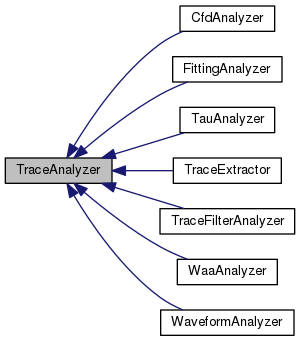 CfdAnalyzer
FittingAnalyzer
TauAnalyzer
TraceAnalyzer
TraceExtractor
TraceFilterAnalyzer
WaaAnalyzer
WaveformAnalyzer